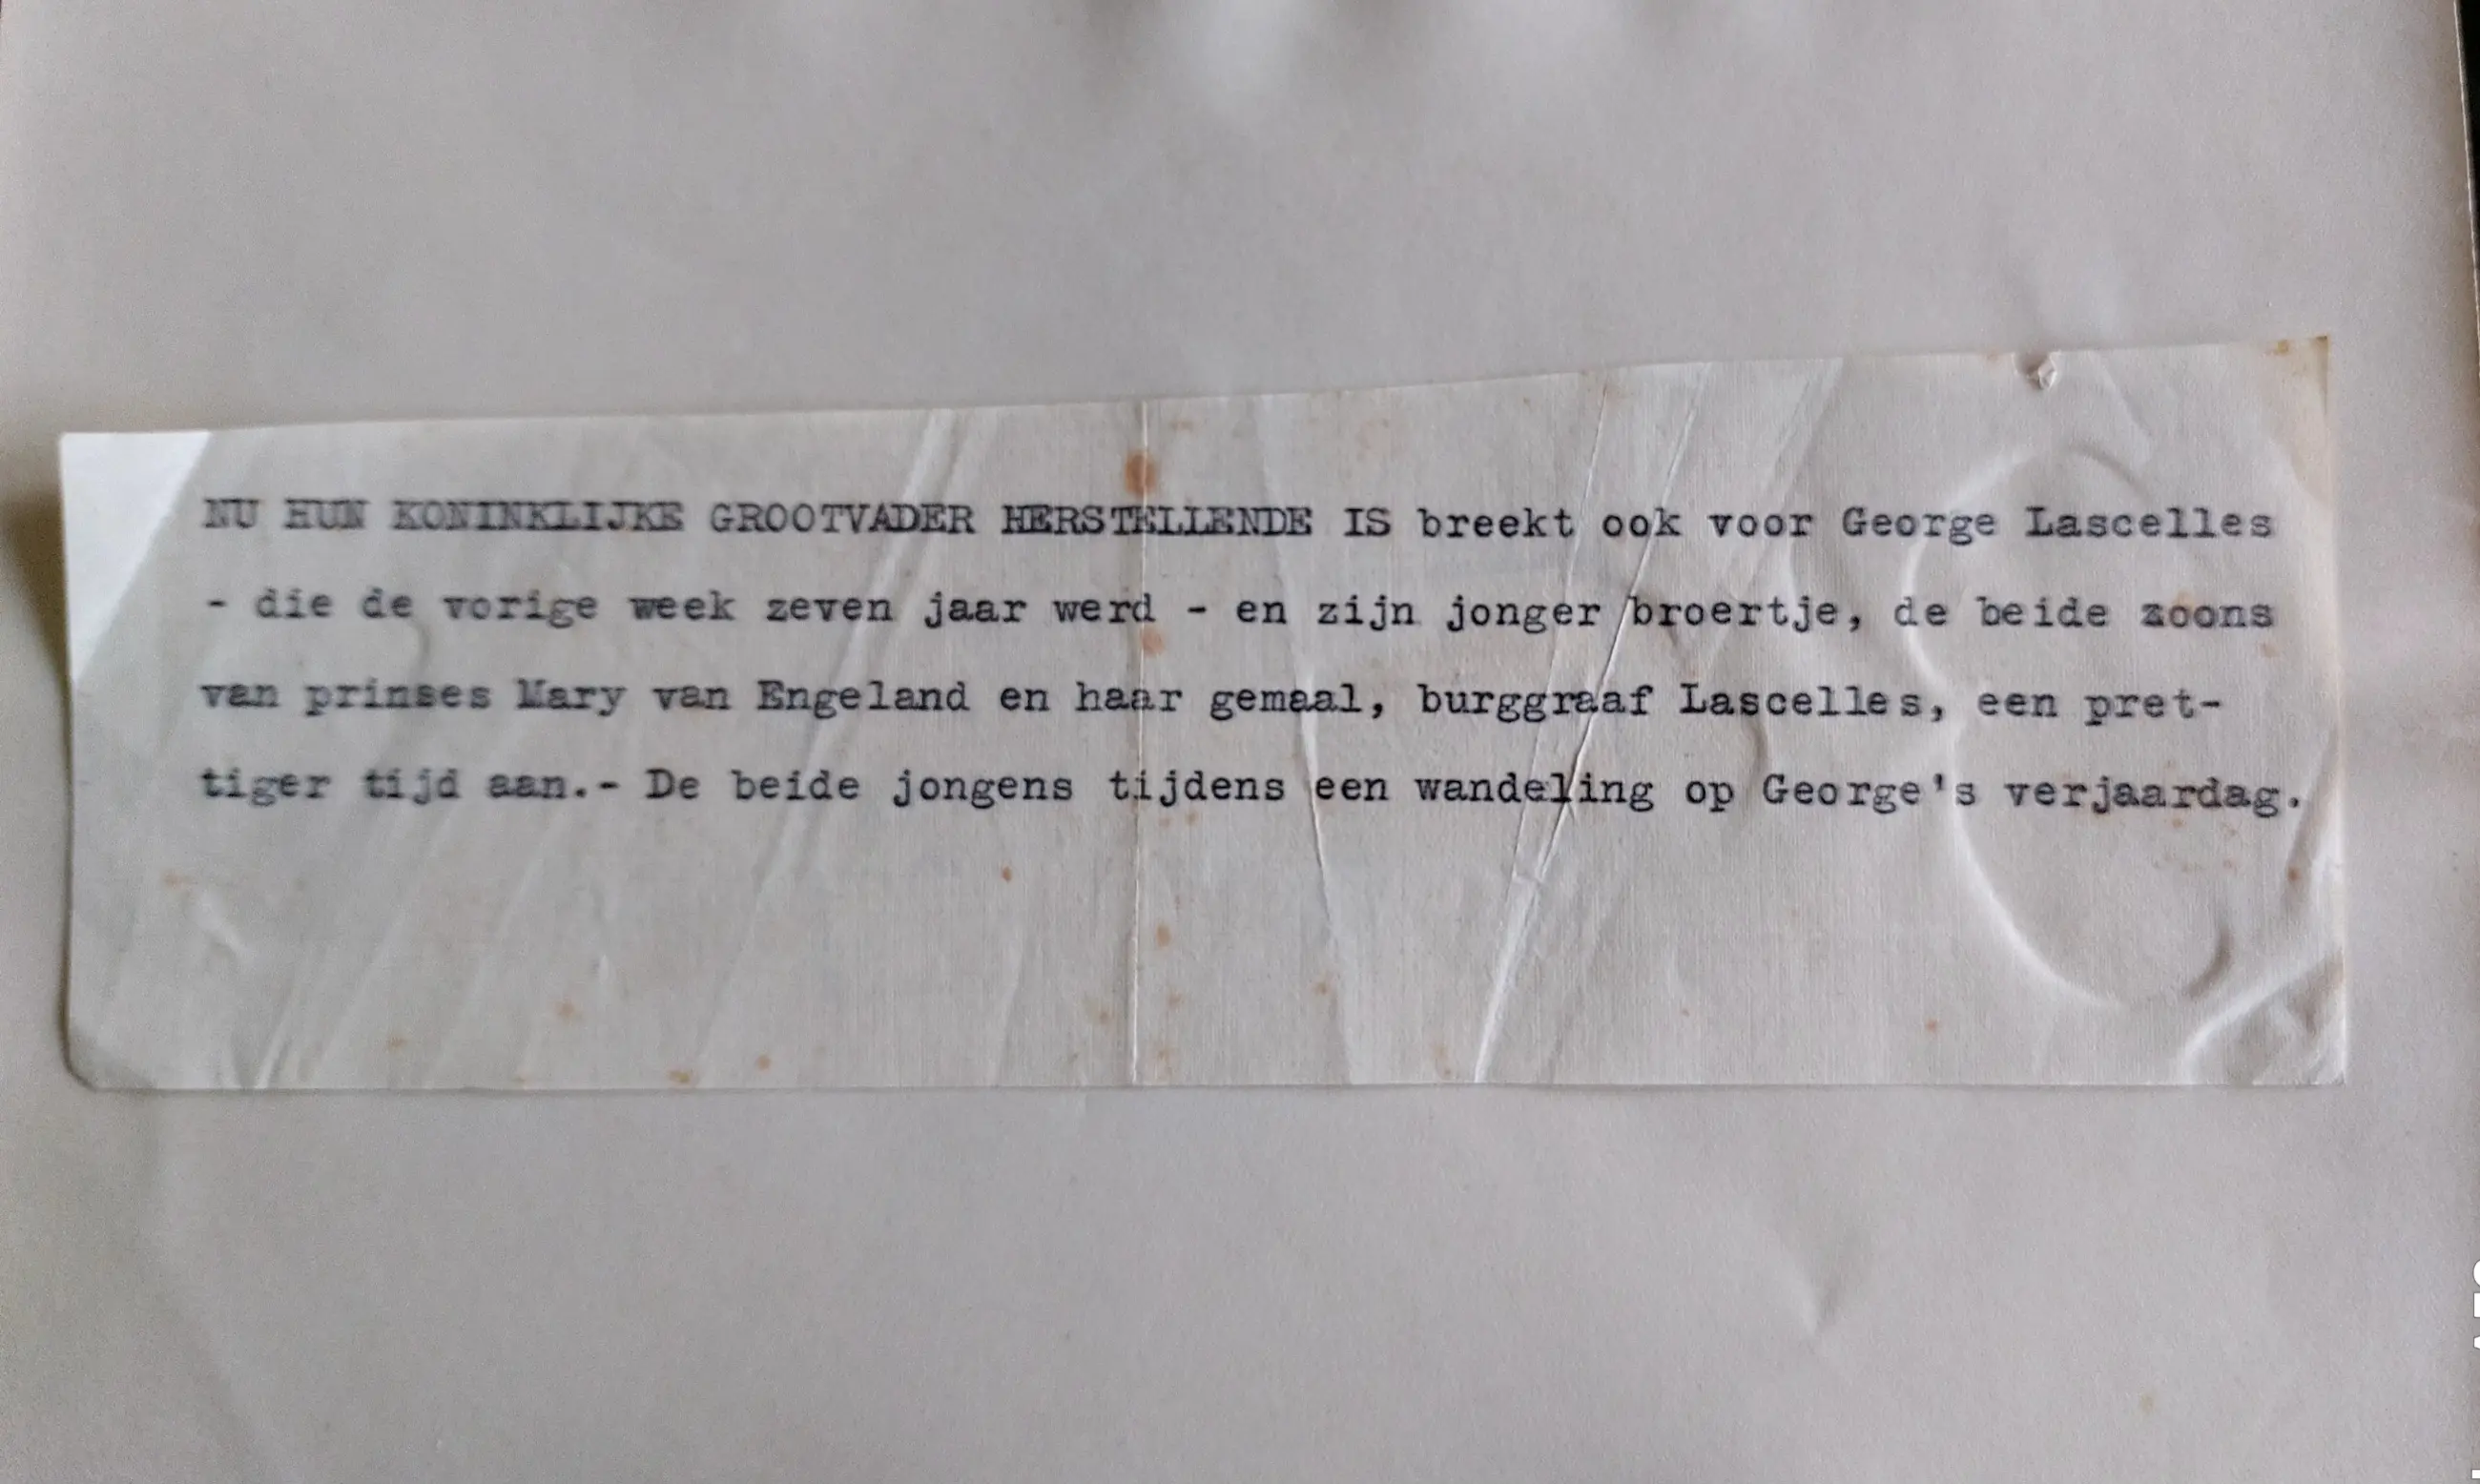 NU HUN KONINKLIJKE GROOTVADER HERSTELLENDE IS breekt ook voor George Lascelles
- die de vorige week zeven jaar werd - en zijn jonger broertje, de beide zoons
van prinses Mary van Engeland en haar gemaal, burggraaf Lascelles, een pret-
tiger tijd aan.- De beide jongens tijdens een wandeling op George's verjaardag.